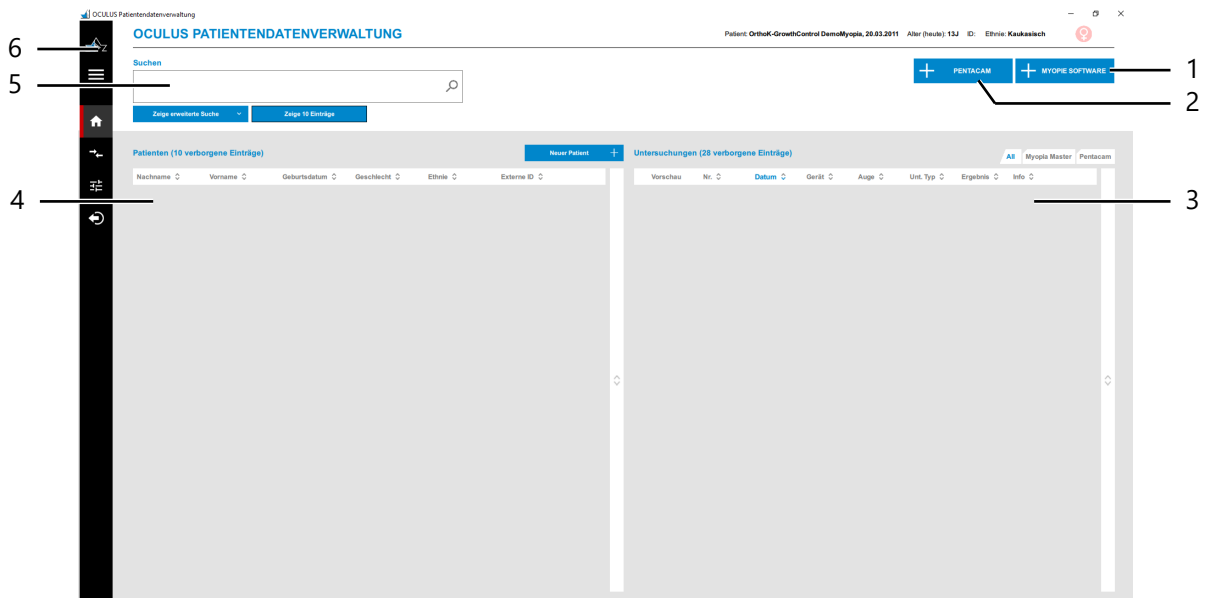 OCULUS Patientendatenverwaltung
OCULUS PATIENTENDATENVERWALTUNG
Patient: OrthoK-GrowthControl DemoMyopia, 20.03.2011 Alter (heute): 13J ID: Ethnie: Kaukasisch
6
Z
Suchen
5
PENTACAM
MYOPIE SOFTWARE
1
2
Zeige erweiterte Suche
Zeige 10 Einträge
Patienten (10 verborgene Einträge)
Neuer Patient
Untersuchungen (28 verborgene Einträge)
All Myopia Master Pentacam
Nachname Vorname Geburtsdatum Geschlecht Ethnie Externe ID
Vorschau Nr. Datum Gerät Auge Unt. Typ Ergebnis Info
4
3